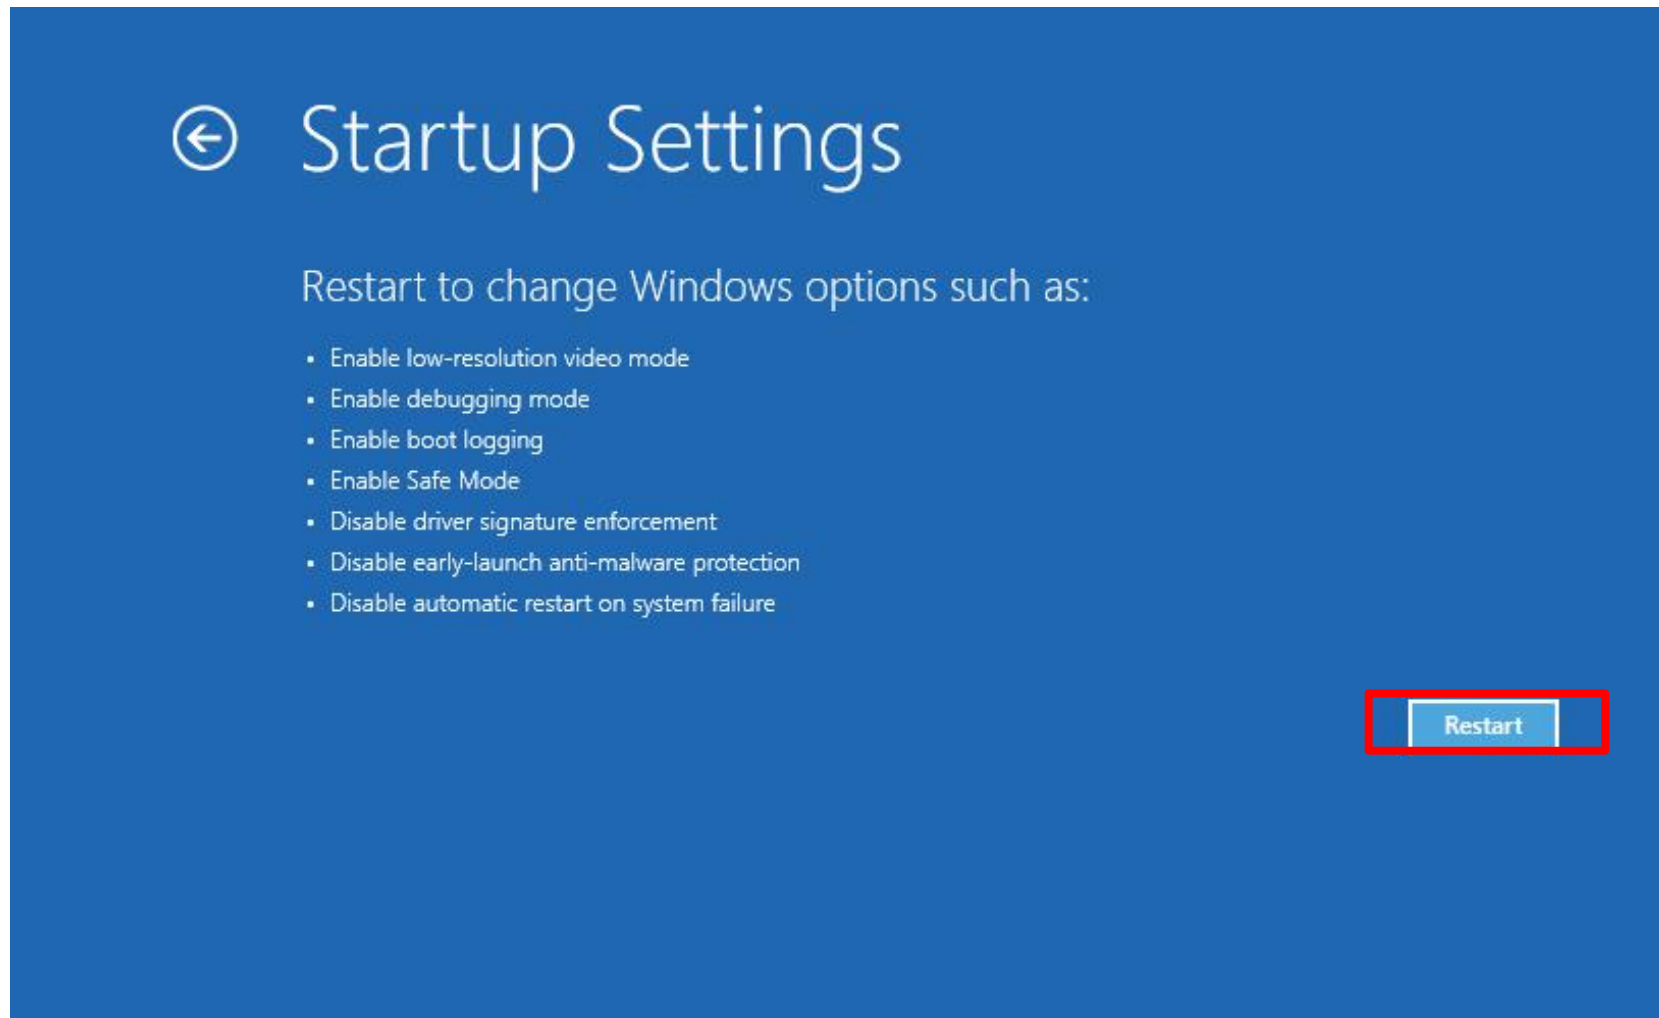 Startup Settings
Restart to change Windows options such as:
• Enable low-resolution video mode
• Enable debugging mode
• Enable boot logging
• Enable Safe Mode
• Disable driver signature enforcement
• Disable early-launch anti-malware protection
• Disable automatic restart on system failure
Restart